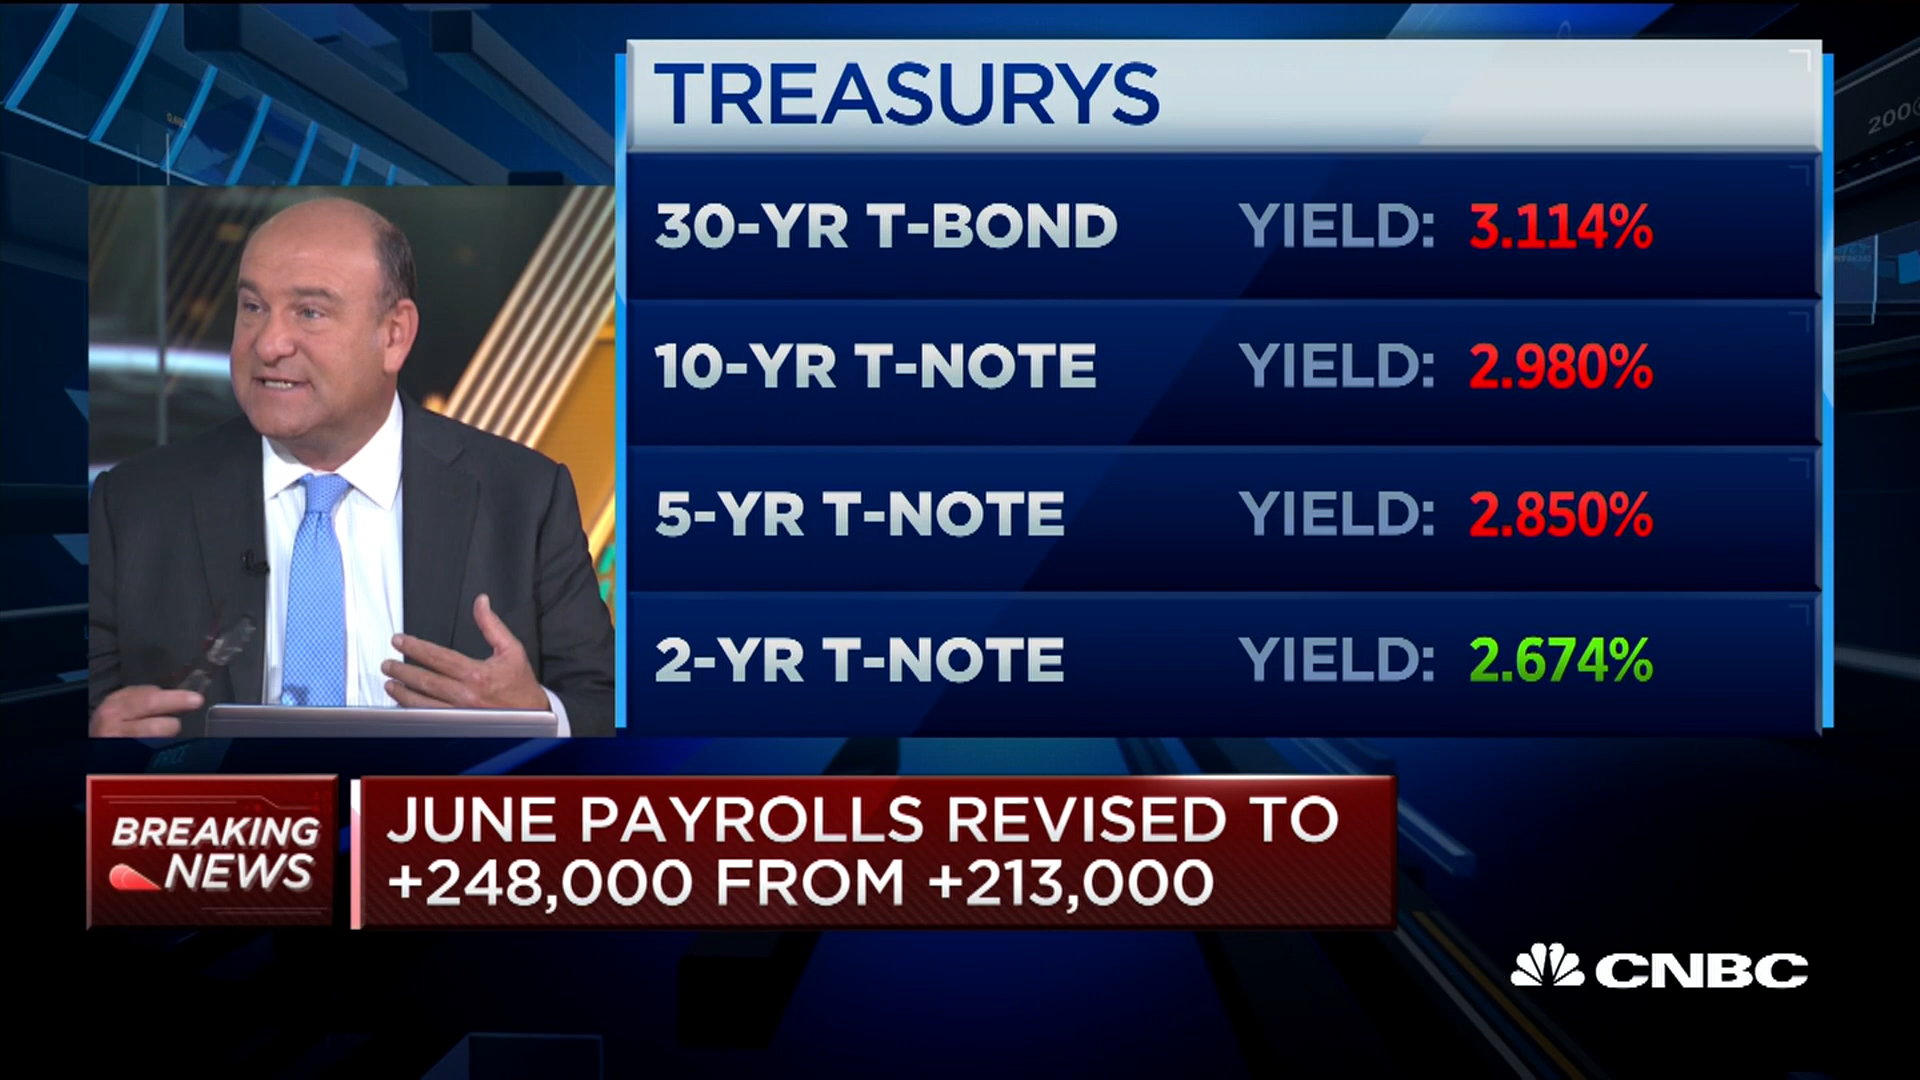 TREASURYS
30-YR T-BOND YIELD: 3.114%
10-YR T-NOTE YIELD: 2.980%
5-YR T-NOTE YIELD: 2.850%
2-YR T-NOTE YIELD: 2.674%
BREAKING
NEWS
JUNE PAYROLLS REVISED TO
+248,000 FROM +213,000
CNBC